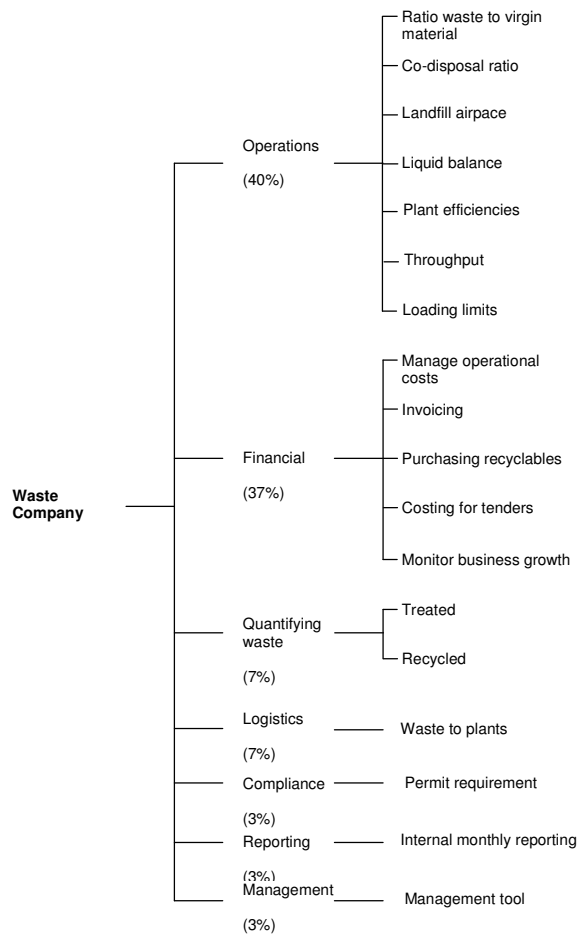 Ratio waste to virgin
material
Co-disposal ratio
Landfill airpace
Operations
(40%)
Liquid balance
Plant efficiencies
Throughput
Loading limits
Manage operational
costs
Invoicing
Financial
(37%)
Purchasing recyclables
Waste
Company
Costing for tenders
Monitor business growth
Quantifying
waste
(7%)
Treated
Recycled
Logistics
(7%)
Waste to plants
Compliance
(3%)
Permit requirement
Reporting
(3%)
Internal monthly reporting
Management
(3%)
Management tool